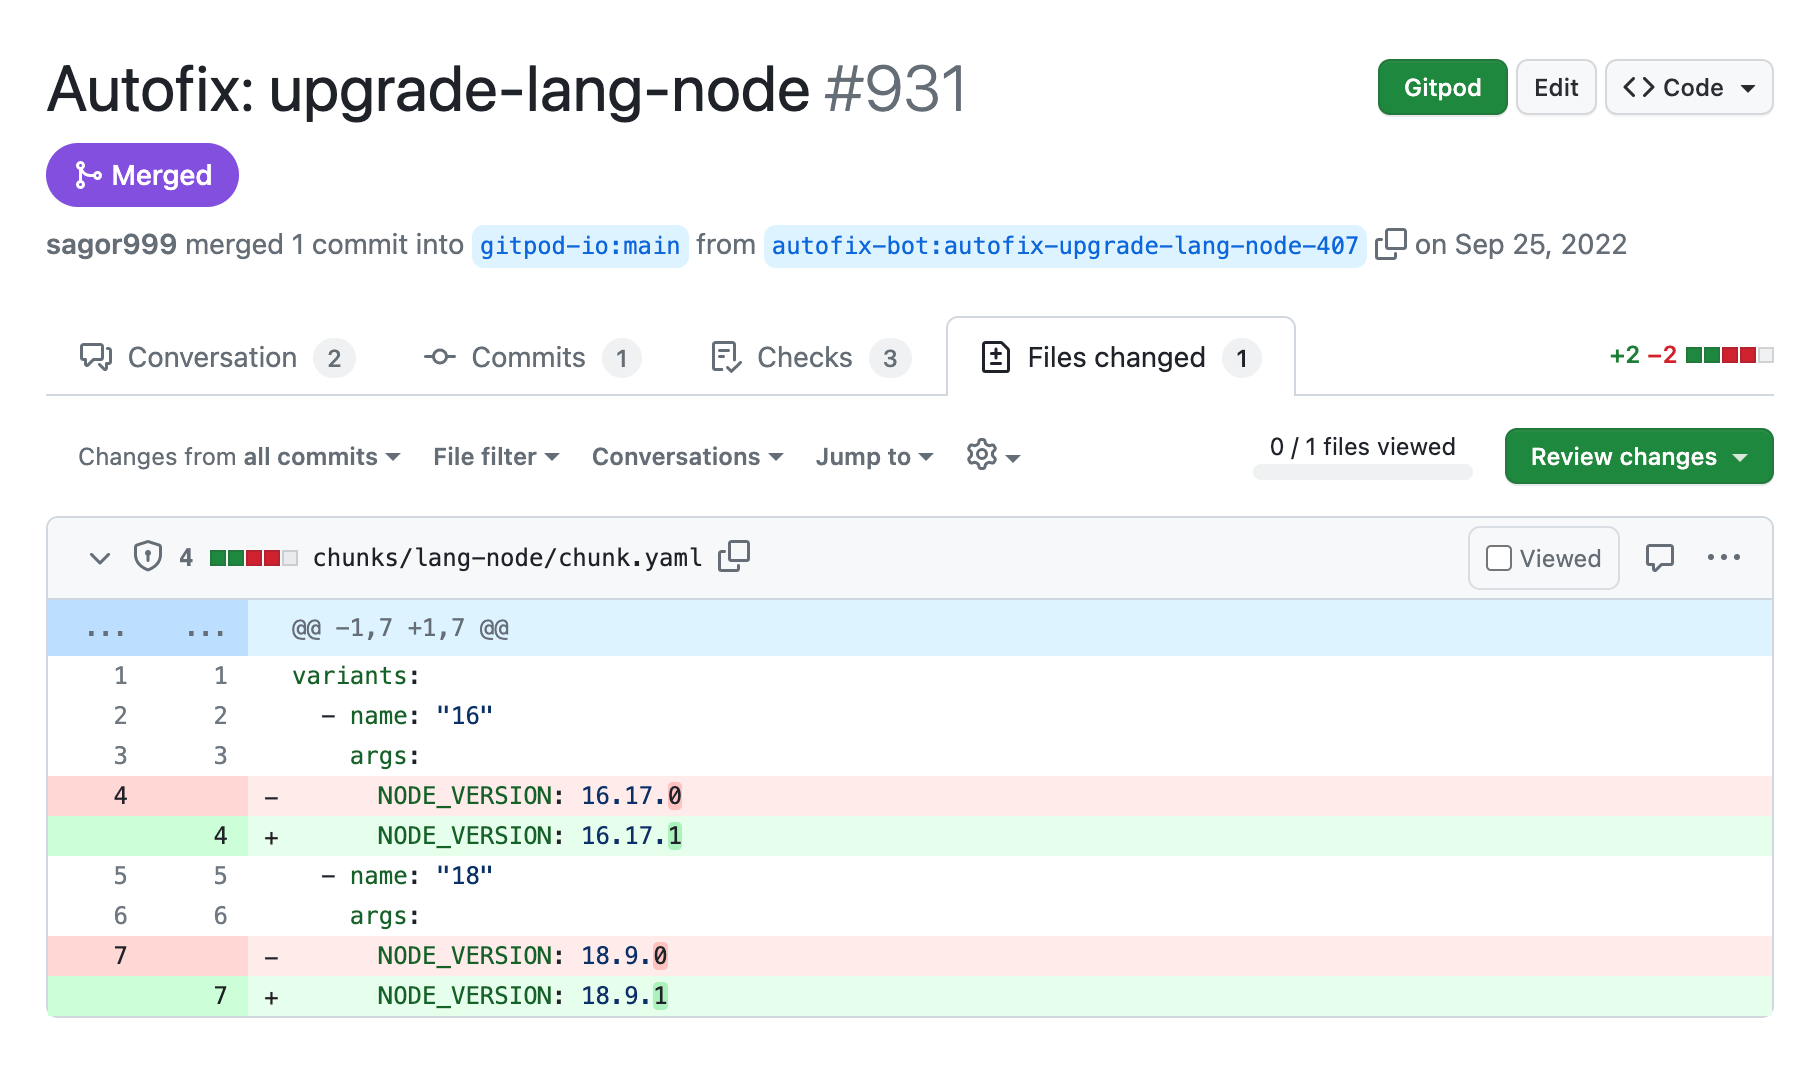 Autofix: upgrade-lang-node #931
Gitpod
Edit
Code
Merged
sagor999 merged 1 commit into gitpod-io:main from autofix-bot:autofix-upgrade-lang-node-407 on Sep 25, 2022
Conversation 2
Commits 1
Checks 3
Files changed 1
+2 −2
Changes from all commits
File filter
Conversations
Jump to
0 / 1 files viewed
Review changes
4 chunks/lang-node/chunk.yaml
Viewed
... ... @@ -1,7 +1,7 @@
1 1 variants:
2 2 - name: "16"
3 3 args:
4 - NODE_VERSION: 16.17.0
4 + NODE_VERSION: 16.17.1
5 5 - name: "18"
6 6 args:
7 - NODE_VERSION: 18.9.0
7 + NODE_VERSION: 18.9.1